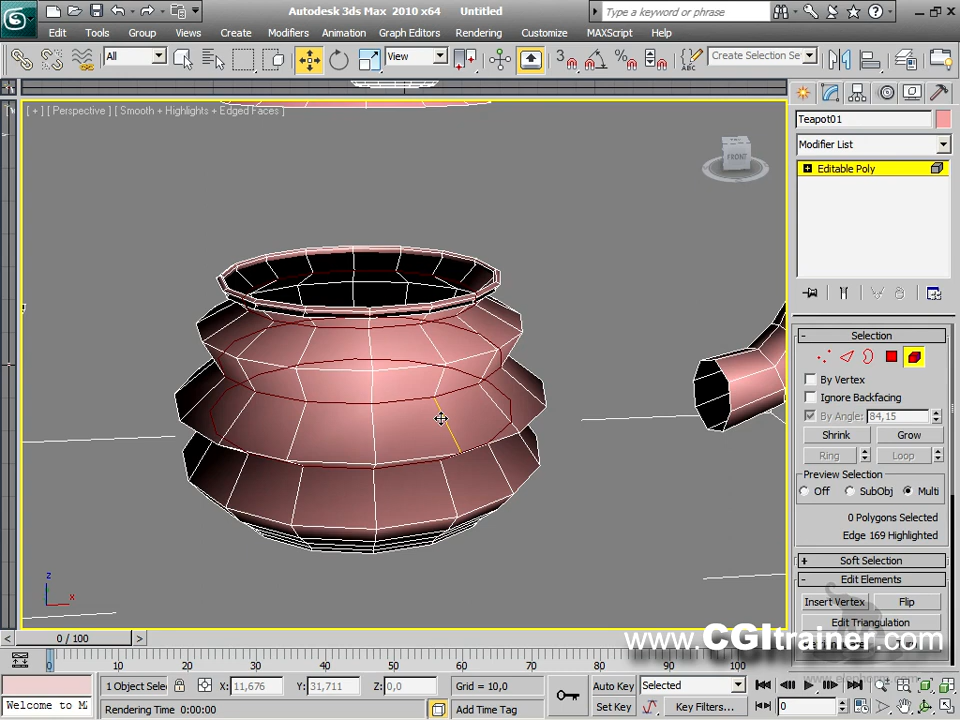 Autodesk 3ds Max 2010 x64 Untitled
Type a keyword or phrase
Edit Tools Group Views Create Modifiers Animation Graph Editors Rendering Customize MAXScript Help
All
View
3
ABC
Create Selection Se
[ + ] [ Perspective ] [ Smooth + Highlights + Edged Faces ]
FRONT
Teapot01
Modifier List
Editable Poly
Selection
By Vertex
Ignore Backfacing
By Angle: 84,15
Shrink Grow
Ring Loop
Preview Selection
Off SubObj Multi
0 Polygons Selected
Edge 169 Highlighted
Soft Selection
Edit Elements
Insert Vertex Flip
Edit Triangulation
z
x
0 / 100
www.CGItrainer.com
0 10 20 30 40 50 60 70 80 90 100
1 Object Selec
X: 11,676 Y: 31,711 Z: 0,0
Grid = 10,0
Auto Key Selected
Welcome to M
Rendering Time 0:00:00
Add Time Tag
Set Key Key Filters...
0